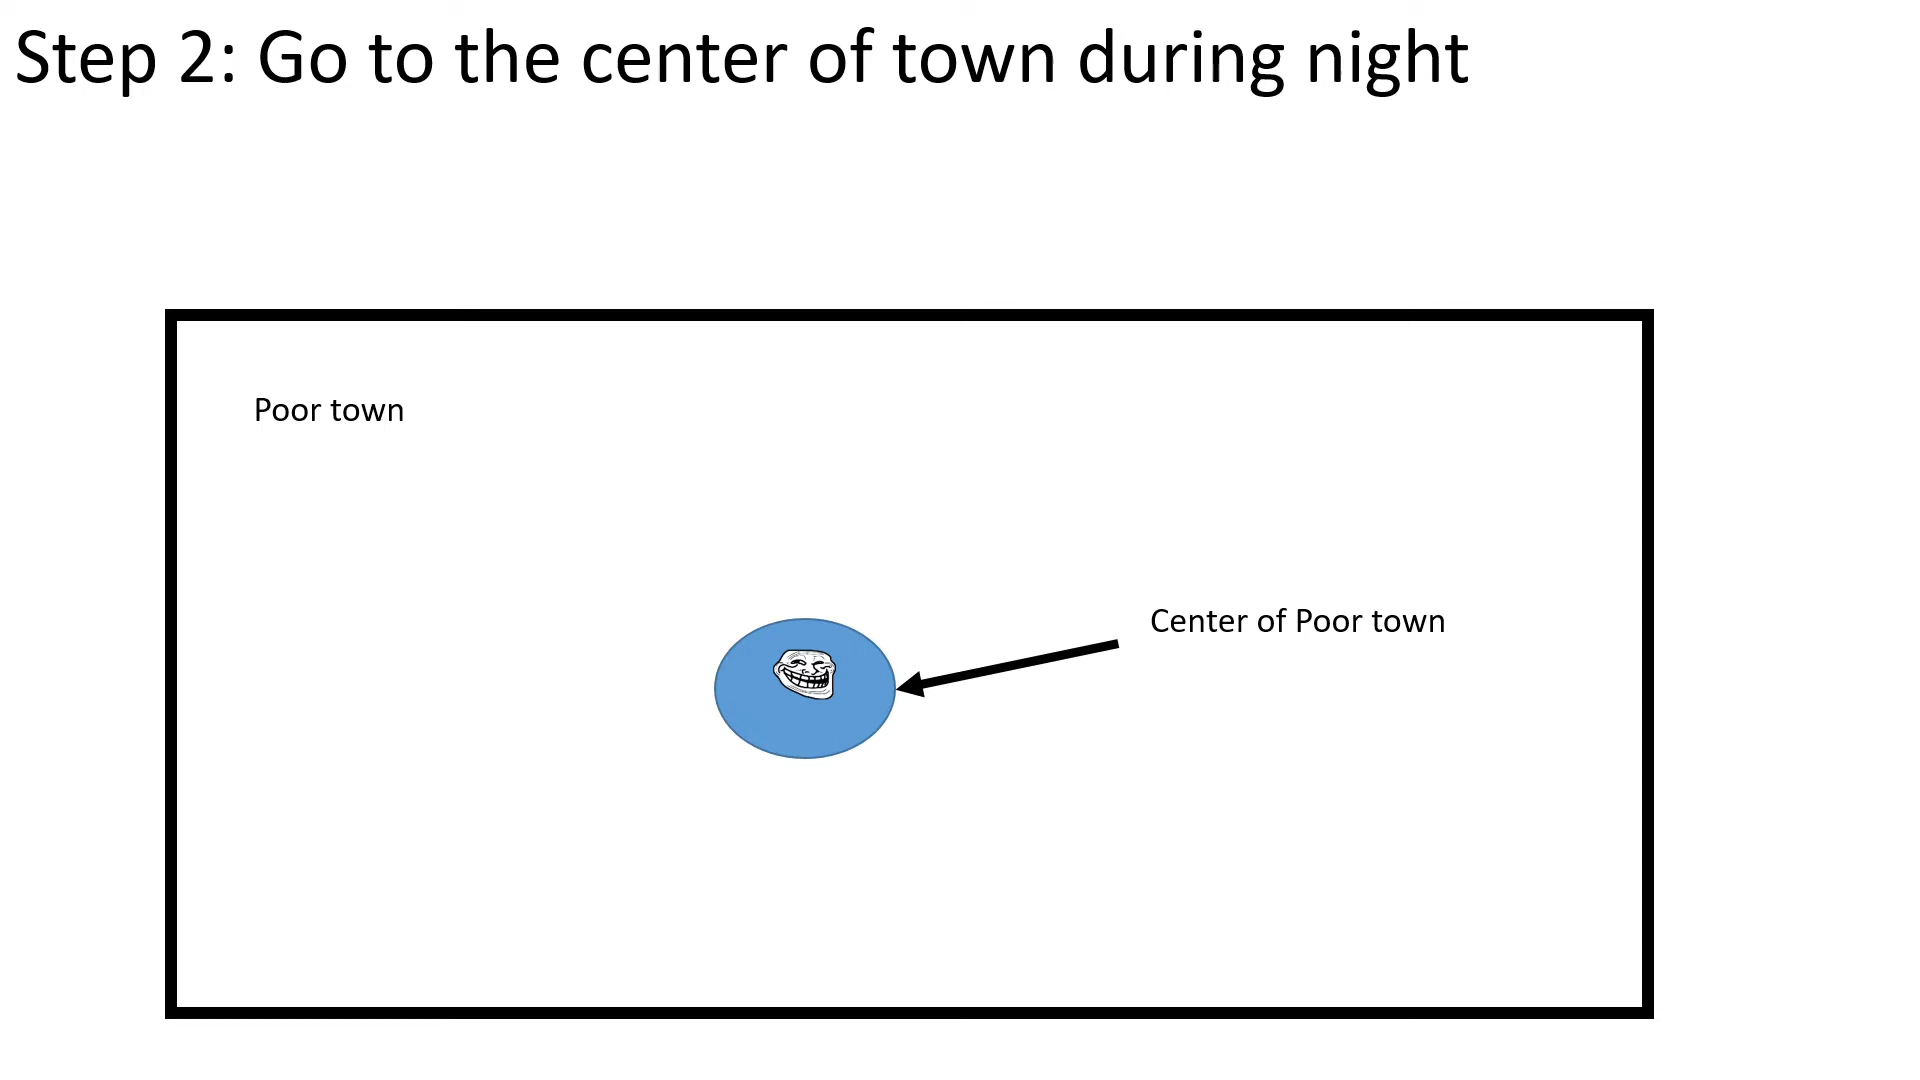 Step 2: Go to the center of town during night
Poor town
Center of Poor town